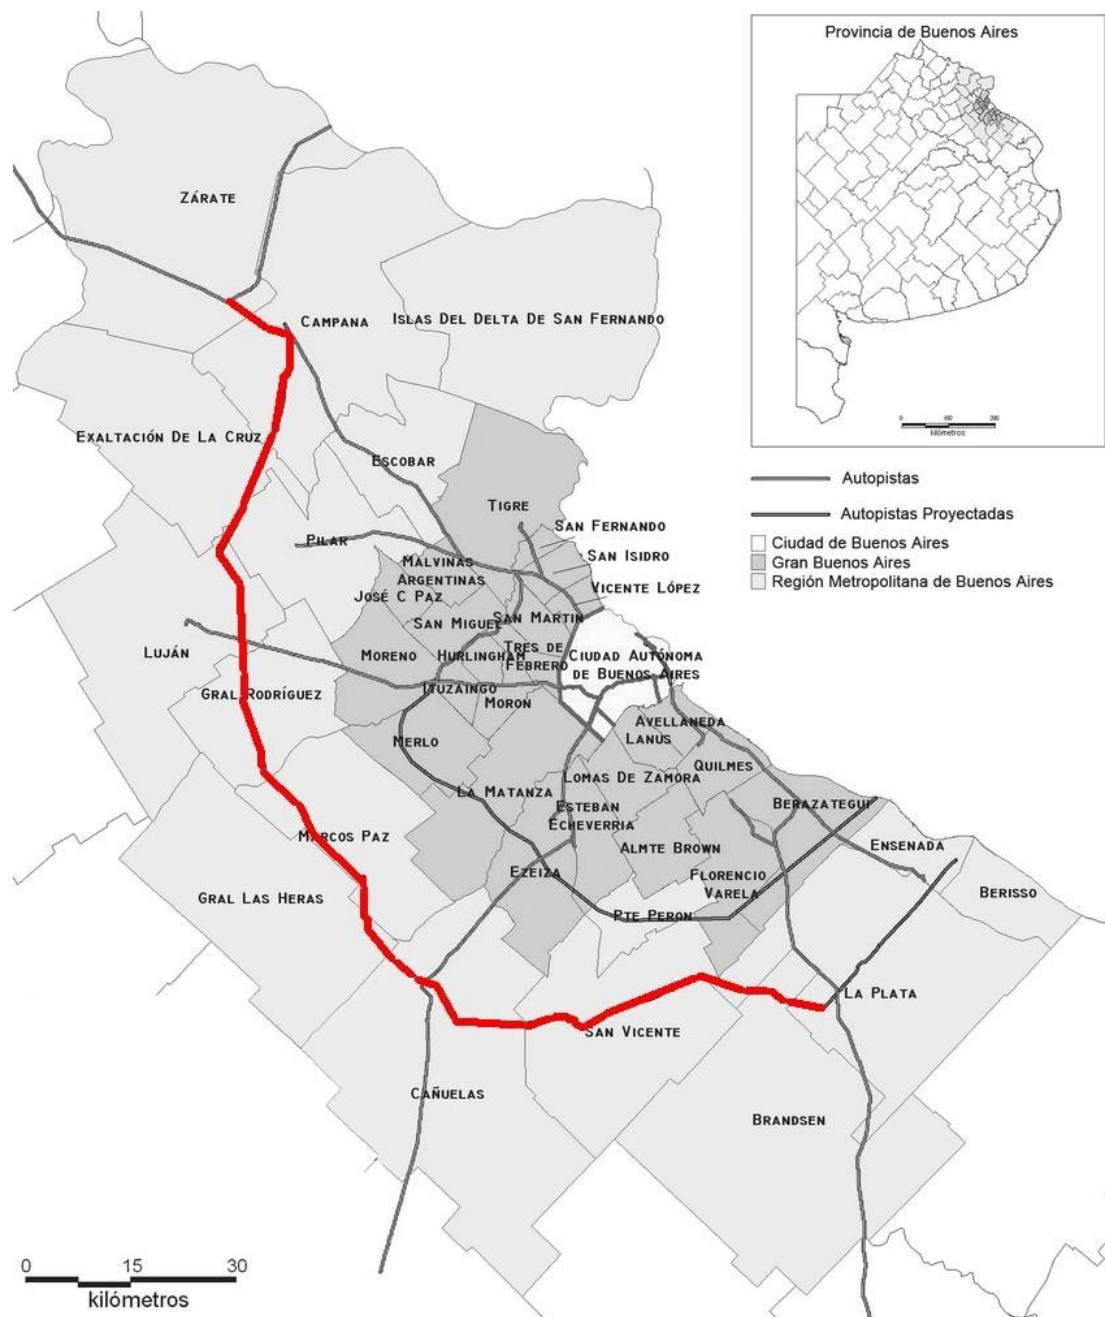 Provincia de Buenos Aires
0 100 200
kilómetros
Autopistas
Autopistas Proyectadas
Ciudad de Buenos Aires
Gran Buenos Aires
Región Metropolitana de Buenos Aires
ZÁRATE
CAMPANA
ISLAS DEL DELTA DE SAN FERNANDO
EXALTACIÓN DE LA CRUZ
ESCOBAR
TIGRE
SAN FERNANDO
PILAR
SAN ISIDRO
MALVINAS
ARGENTINAS
VICENTE LÓPEZ
JOSÉ C PAZ
SAN MIGUEL
SAN MARTIN
LUJÁN
MORENO
HURLINGHAM
TRES DE
FEBRERO
CIUDAD AUTÓNOMA
DE BUENOS AIRES
GRAL RODRÍGUEZ
ITUZAINGO
MORON
AVELLANEDA
LANUS
MERLO
QUILMES
LOMAS DE ZAMORA
LA MATANZA
ESTEBAN
ECHEVERRIA
BERAZATEGUI
MARCOS PAZ
ALMTE BROWN
ENSENADA
EZEIZA
FLORENCIO
VARELA
BERISSO
GRAL LAS HERAS
PTE PERON
LA PLATA
SAN VICENTE
CAÑUELAS
BRANDSEN
0 15 30
kilómetros